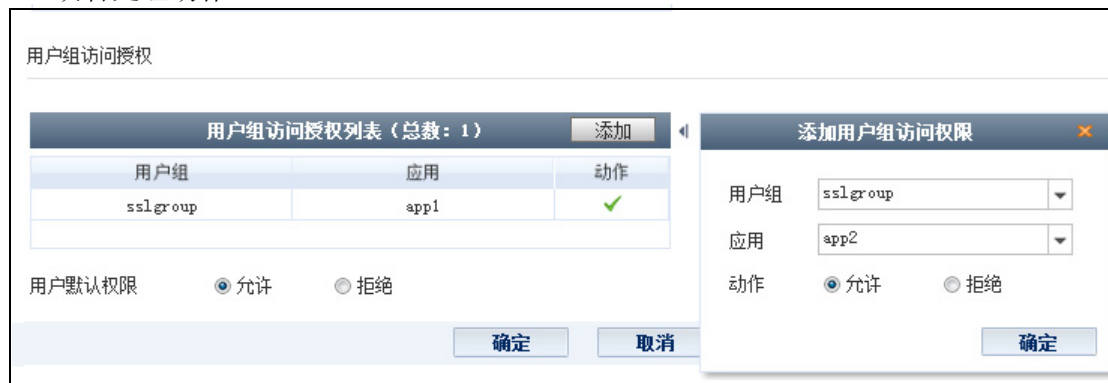 用户组访问授权
用户组访问授权列表（总数：1）
添加
用户组 应用 动作
sslgroup app1
用户默认权限 允许 拒绝
确定 取消
添加用户组访问权限
用户组 sslgroup
应用 app2
动作 允许 拒绝
确定